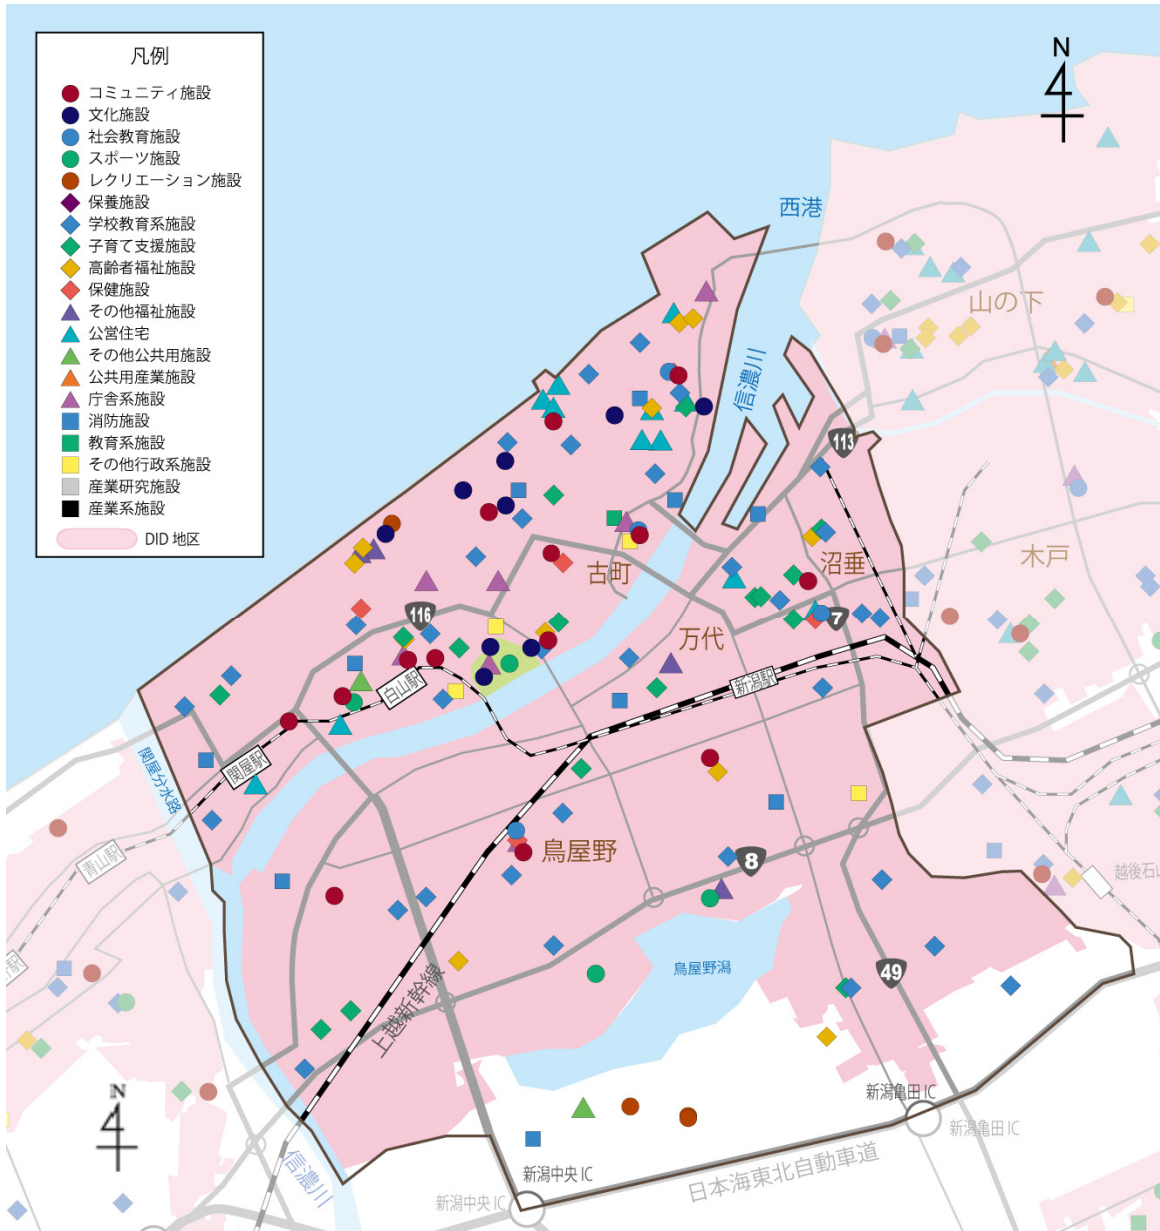 凡例
コミュニティ施設
文化施設
社会教育施設
スポーツ施設
レクリエーション施設
保養施設
学校教育系施設
子育て支援施設
高齢者福祉施設
保健施設
その他福祉施設
公営住宅
その他公共用施設
公共用産業施設
庁舎系施設
消防施設
教育系施設
その他行政系施設
産業研究施設
産業系施設
DID 地区
N
西港
山の下
信濃川
113
木戸
沼垂
古町
116
7
万代
白山駅
新潟駅
関屋駅
関屋分水路
青山駅
鳥屋野
8
越後石山
鳥屋野潟
49
上越新幹線
N
新潟亀田 IC
新潟亀田 IC
信濃川
新潟中央 IC
新潟中央 IC
日本海東北自動車道